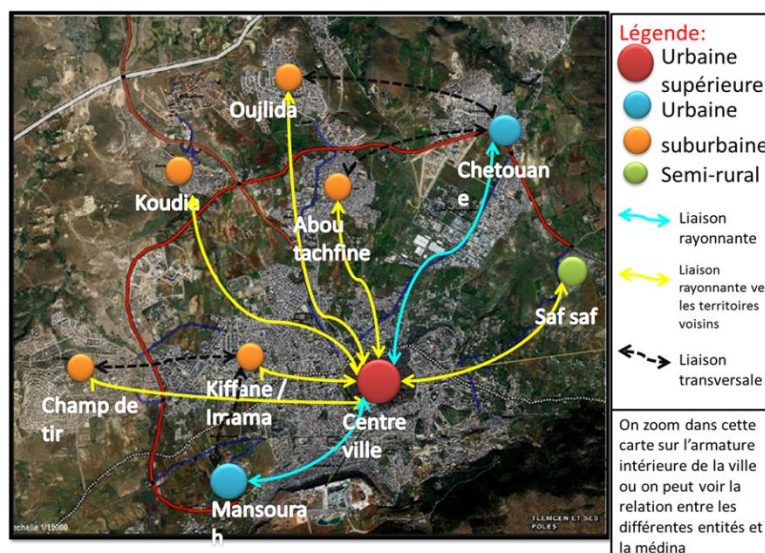 Oujlida
Koudia
Abou
tachfine
Chetouan
e
Saf saf
Champ de
tir
Kiffane /
Imama
Centre
ville
Mansoura
h
echelle 1/15000
TLEMCEN ET SES
POLES
Légende:
Urbaine
supérieure
Urbaine
suburbaine
Semi-rural
Liaison
rayonnante
Liaison
rayonnante ve
les territoires
voisins
Liaison
transversale
On zoom dans cette
carte sur l’armature
intérieure de la ville
ou on peut voir la
relation entre les
différentes entités et
la médina